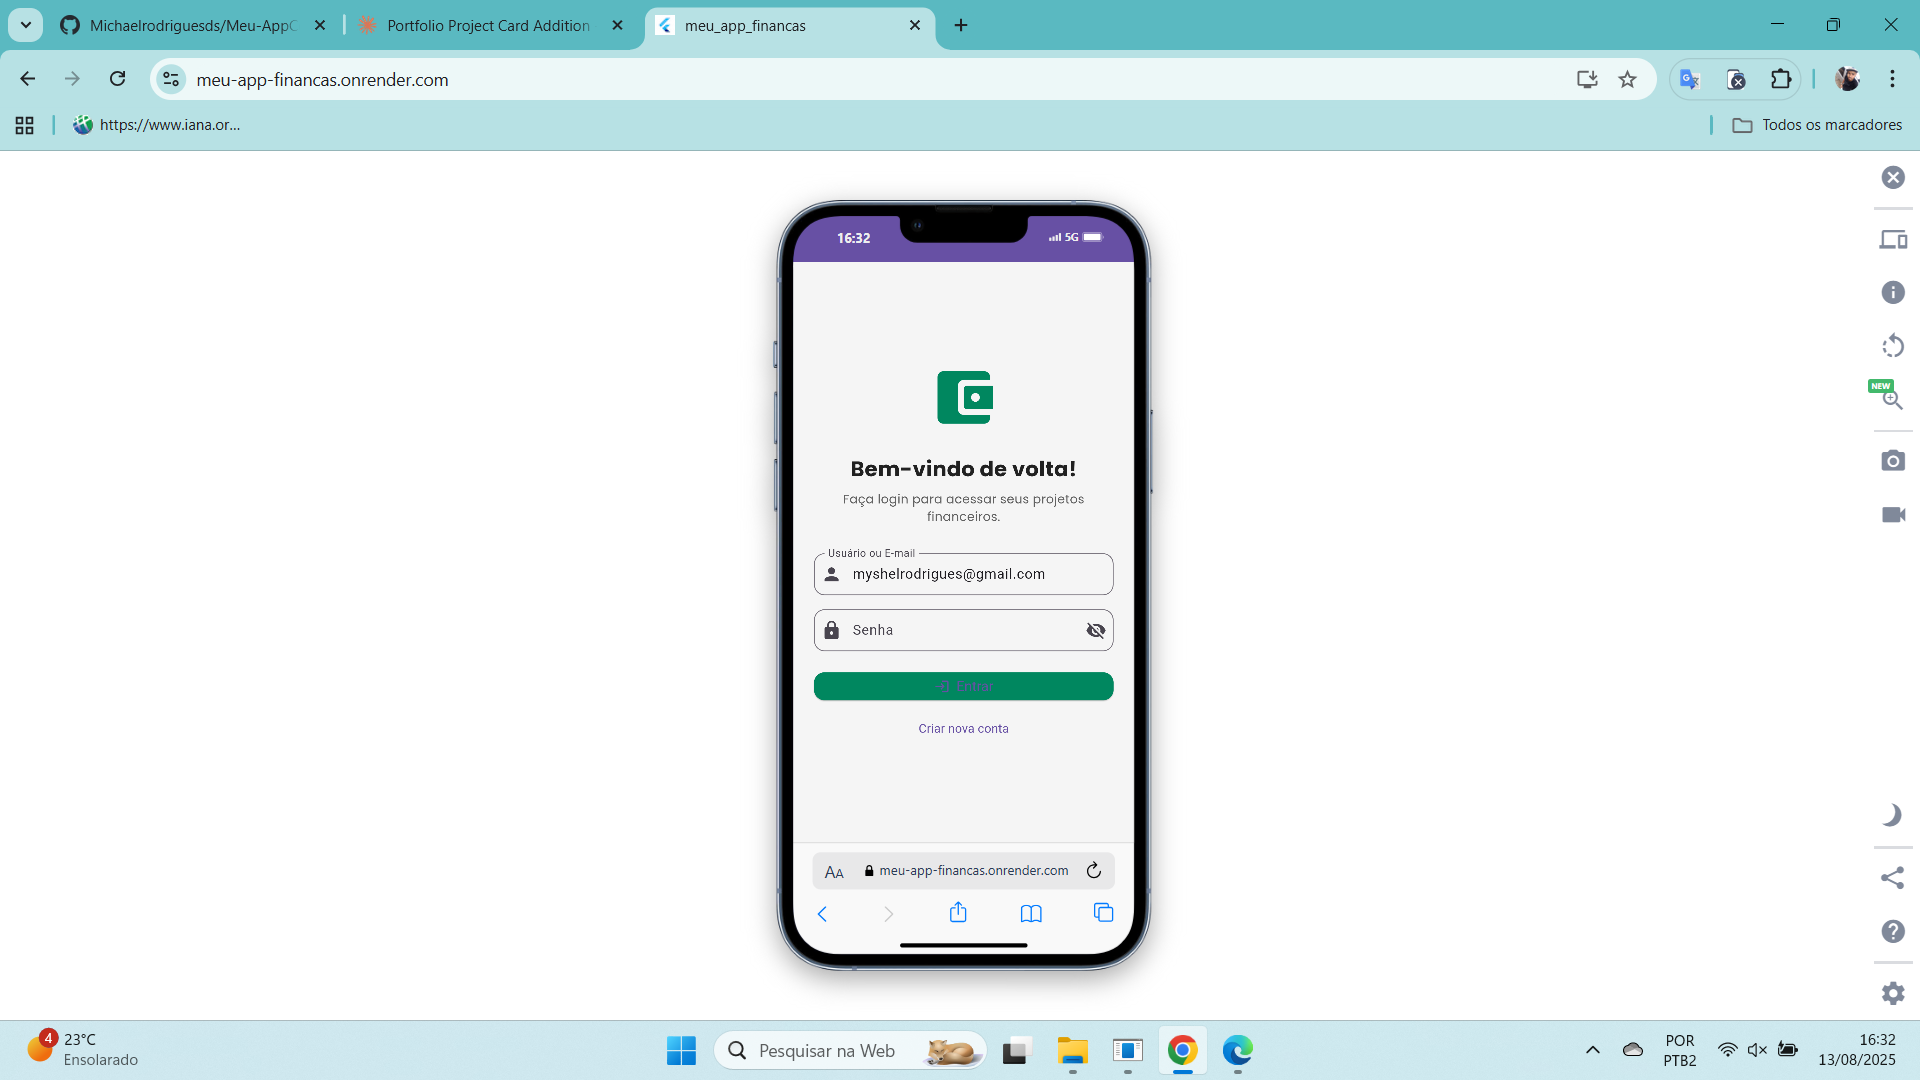 Michaelrodriguesds/Meu-AppC
Portfolio Project Card Addition
meu_app_financas
meu-app-financas.onrender.com
https://www.iana.or...
Todos os marcadores
16:32
5G
NEW
Bem-vindo de volta!
Faça login para acessar seus projetos
financeiros.
Usuário ou E-mail
myshelrodrigues@gmail.com
Senha
Entrar
Criar nova conta
AA
meu-app-financas.onrender.com
4
23°C
Ensolarado
Pesquisar na Web
POR
PTB2
16:32
13/08/2025